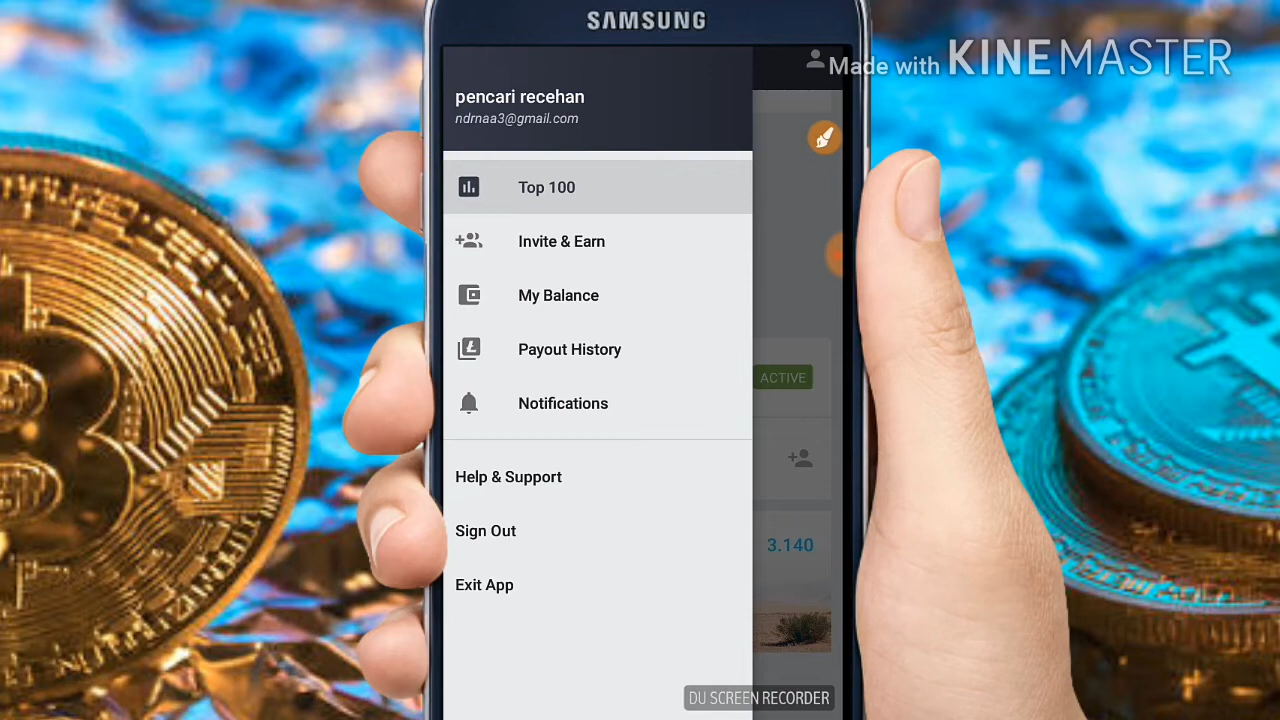 SAMSUNG
Made with KINEMASTER
pencari recehan
ndrnaa3@gmail.com
Top 100
Invite & Earn
My Balance
Payout History
ACTIVE
Notifications
Help & Support
Sign Out
3.140
Exit App
DU SCREEN RECORDER